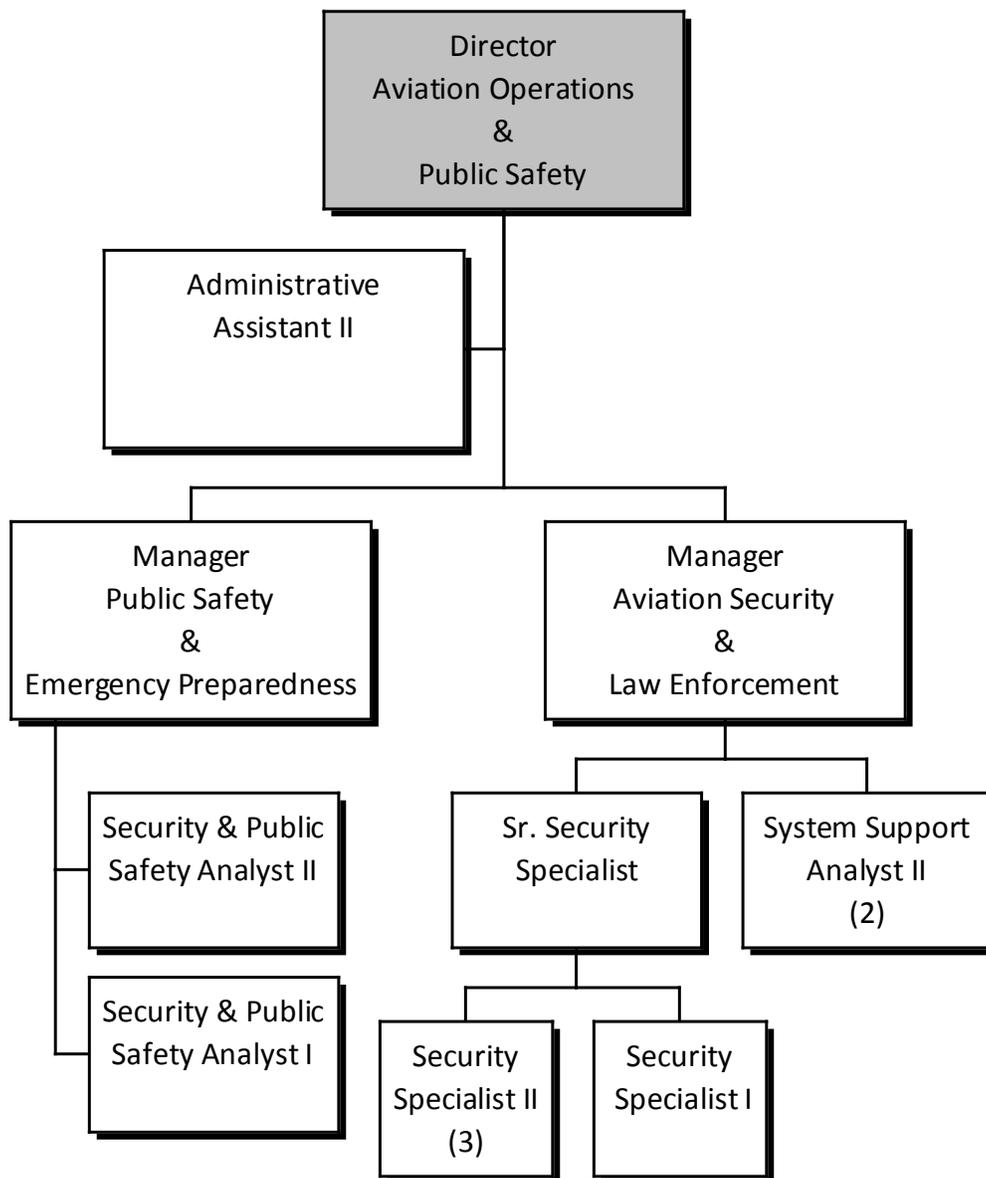 Director
Aviation Operations
&
Public Safety
Administrative
Assistant II
Manager
Public Safety
&
Emergency Preparedness
Manager
Aviation Security
&
Law Enforcement
Security & Public
Safety Analyst II
Security & Public
Safety Analyst I
Sr. Security
Specialist
System Support
Analyst II
(2)
Security
Specialist II
(3)
Security
Specialist I